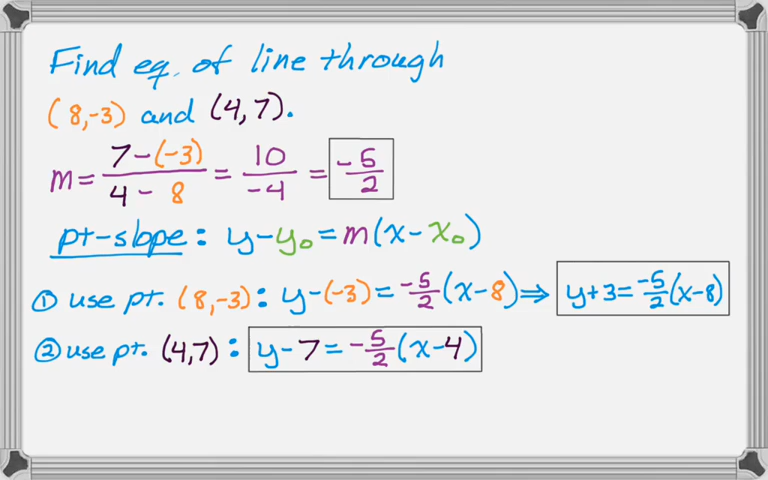 Find eq. of line through
(8,-3) and (4,7).
m = 7-(-3)/4-8 = 10/-4 = -5/2
pt-slope: y-y₀=m(x-x₀)
① use pt. (8,-3): y-(-3)=-5/2(x-8)⇒ y+3=-5/2(x-8)
② use pt. (4,7): y-7=-5/2(x-4)